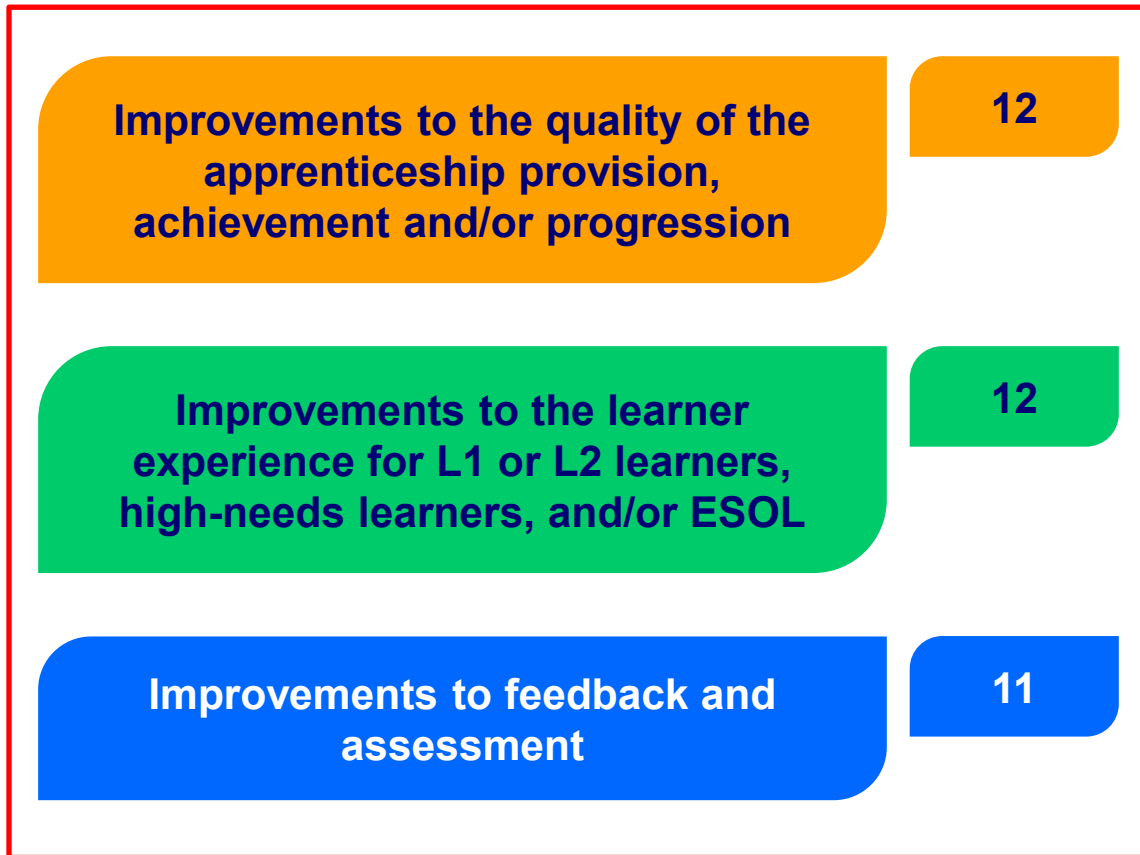 Improvements to the quality of the
apprenticeship provision,
achievement and/or progression
12
Improvements to the learner
experience for L1 or L2 learners,
high-needs learners, and/or ESOL
12
Improvements to feedback and
assessment
11